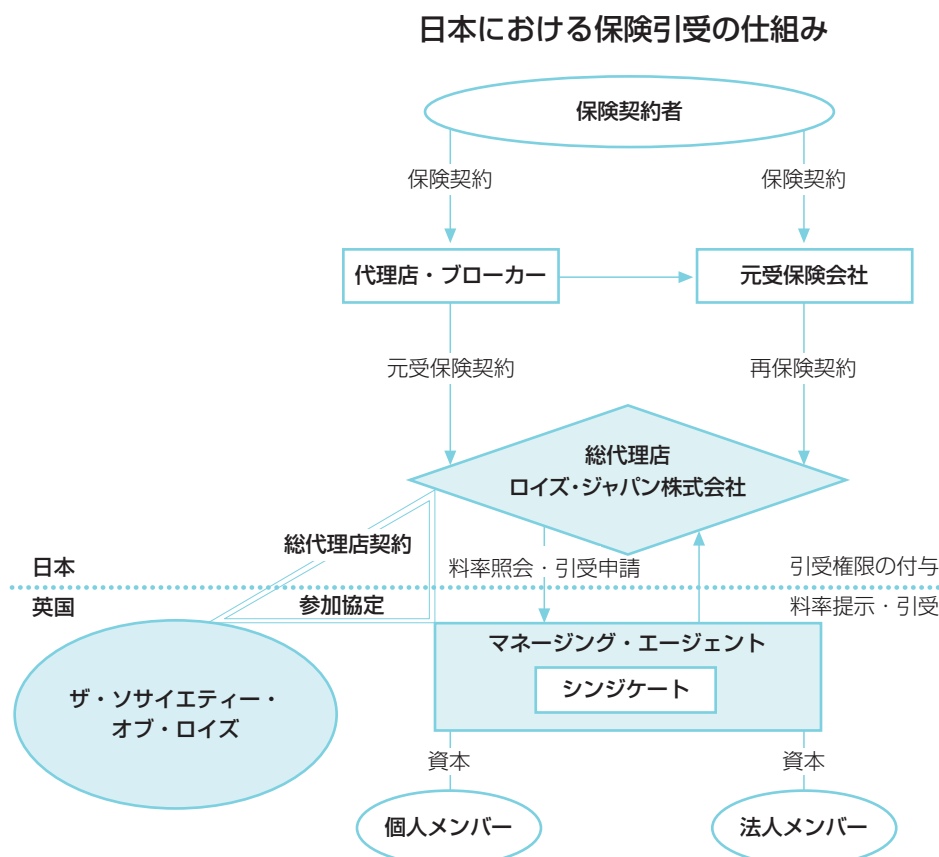 日本における保険引受の仕組み
保険契約者
保険契約
保険契約
代理店・ブローカー
元受保険会社
元受保険契約
再保険契約
総代理店
ロイズ・ジャパン株式会社
総代理店契約
日本
料率照会・引受申請
引受権限の付与
英国
参加協定
料率提示・引受
マネージング・エージェント
シンジケート
ザ・ソサイエティー・
オブ・ロイズ
資本
資本
個人メンバー
法人メンバー